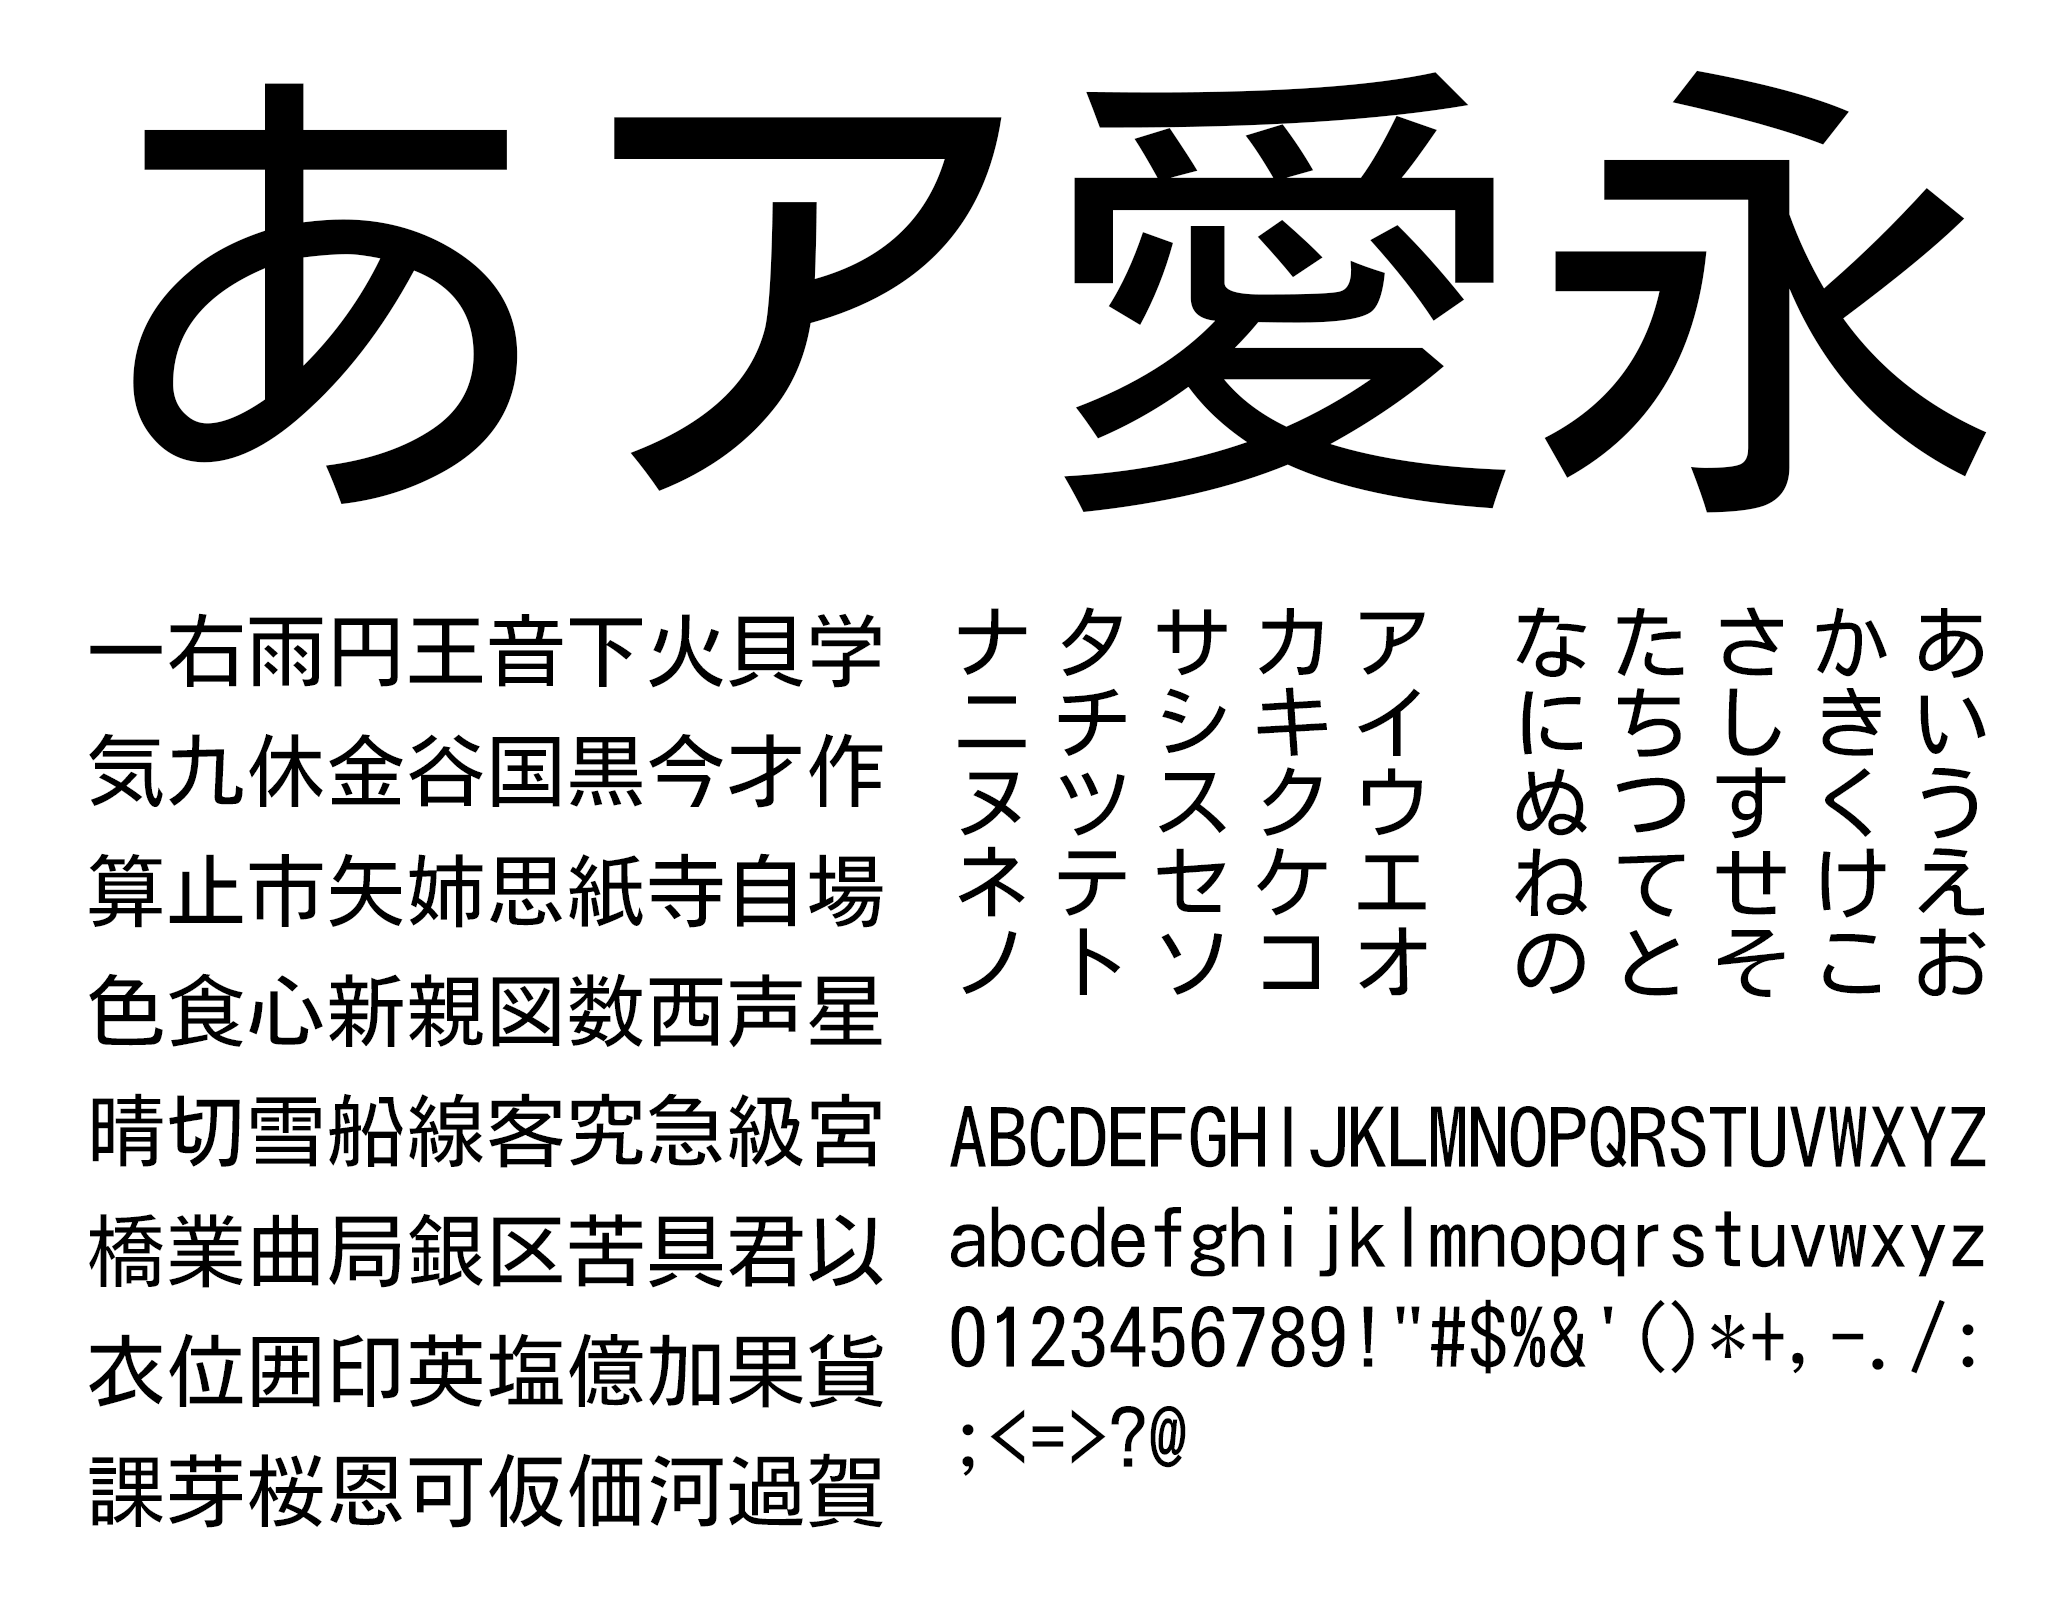 あア愛永
一右雨円王音下火貝学
気九休金谷国黒今才作
算止市矢姉思紙寺自場
色食心新親図数西声星
晴切雪船線客究急級宮
橋業曲局銀区苦具君以
衣位囲印英塩億加果貨
課芽桜恩可仮価河過賀
あいうえお
かきくけこ
さしすせそ
たちつてと
なにぬねの
アイウエオ
カキクケコ
サシスセソ
タチツテト
ナニヌネノ
ABCDEFGHIJKLMNOPQRSTUVWXYZ
abcdefghijklmnopqrstuvwxyz
0123456789!"#$%&'()*+,-./:
;<=>?@